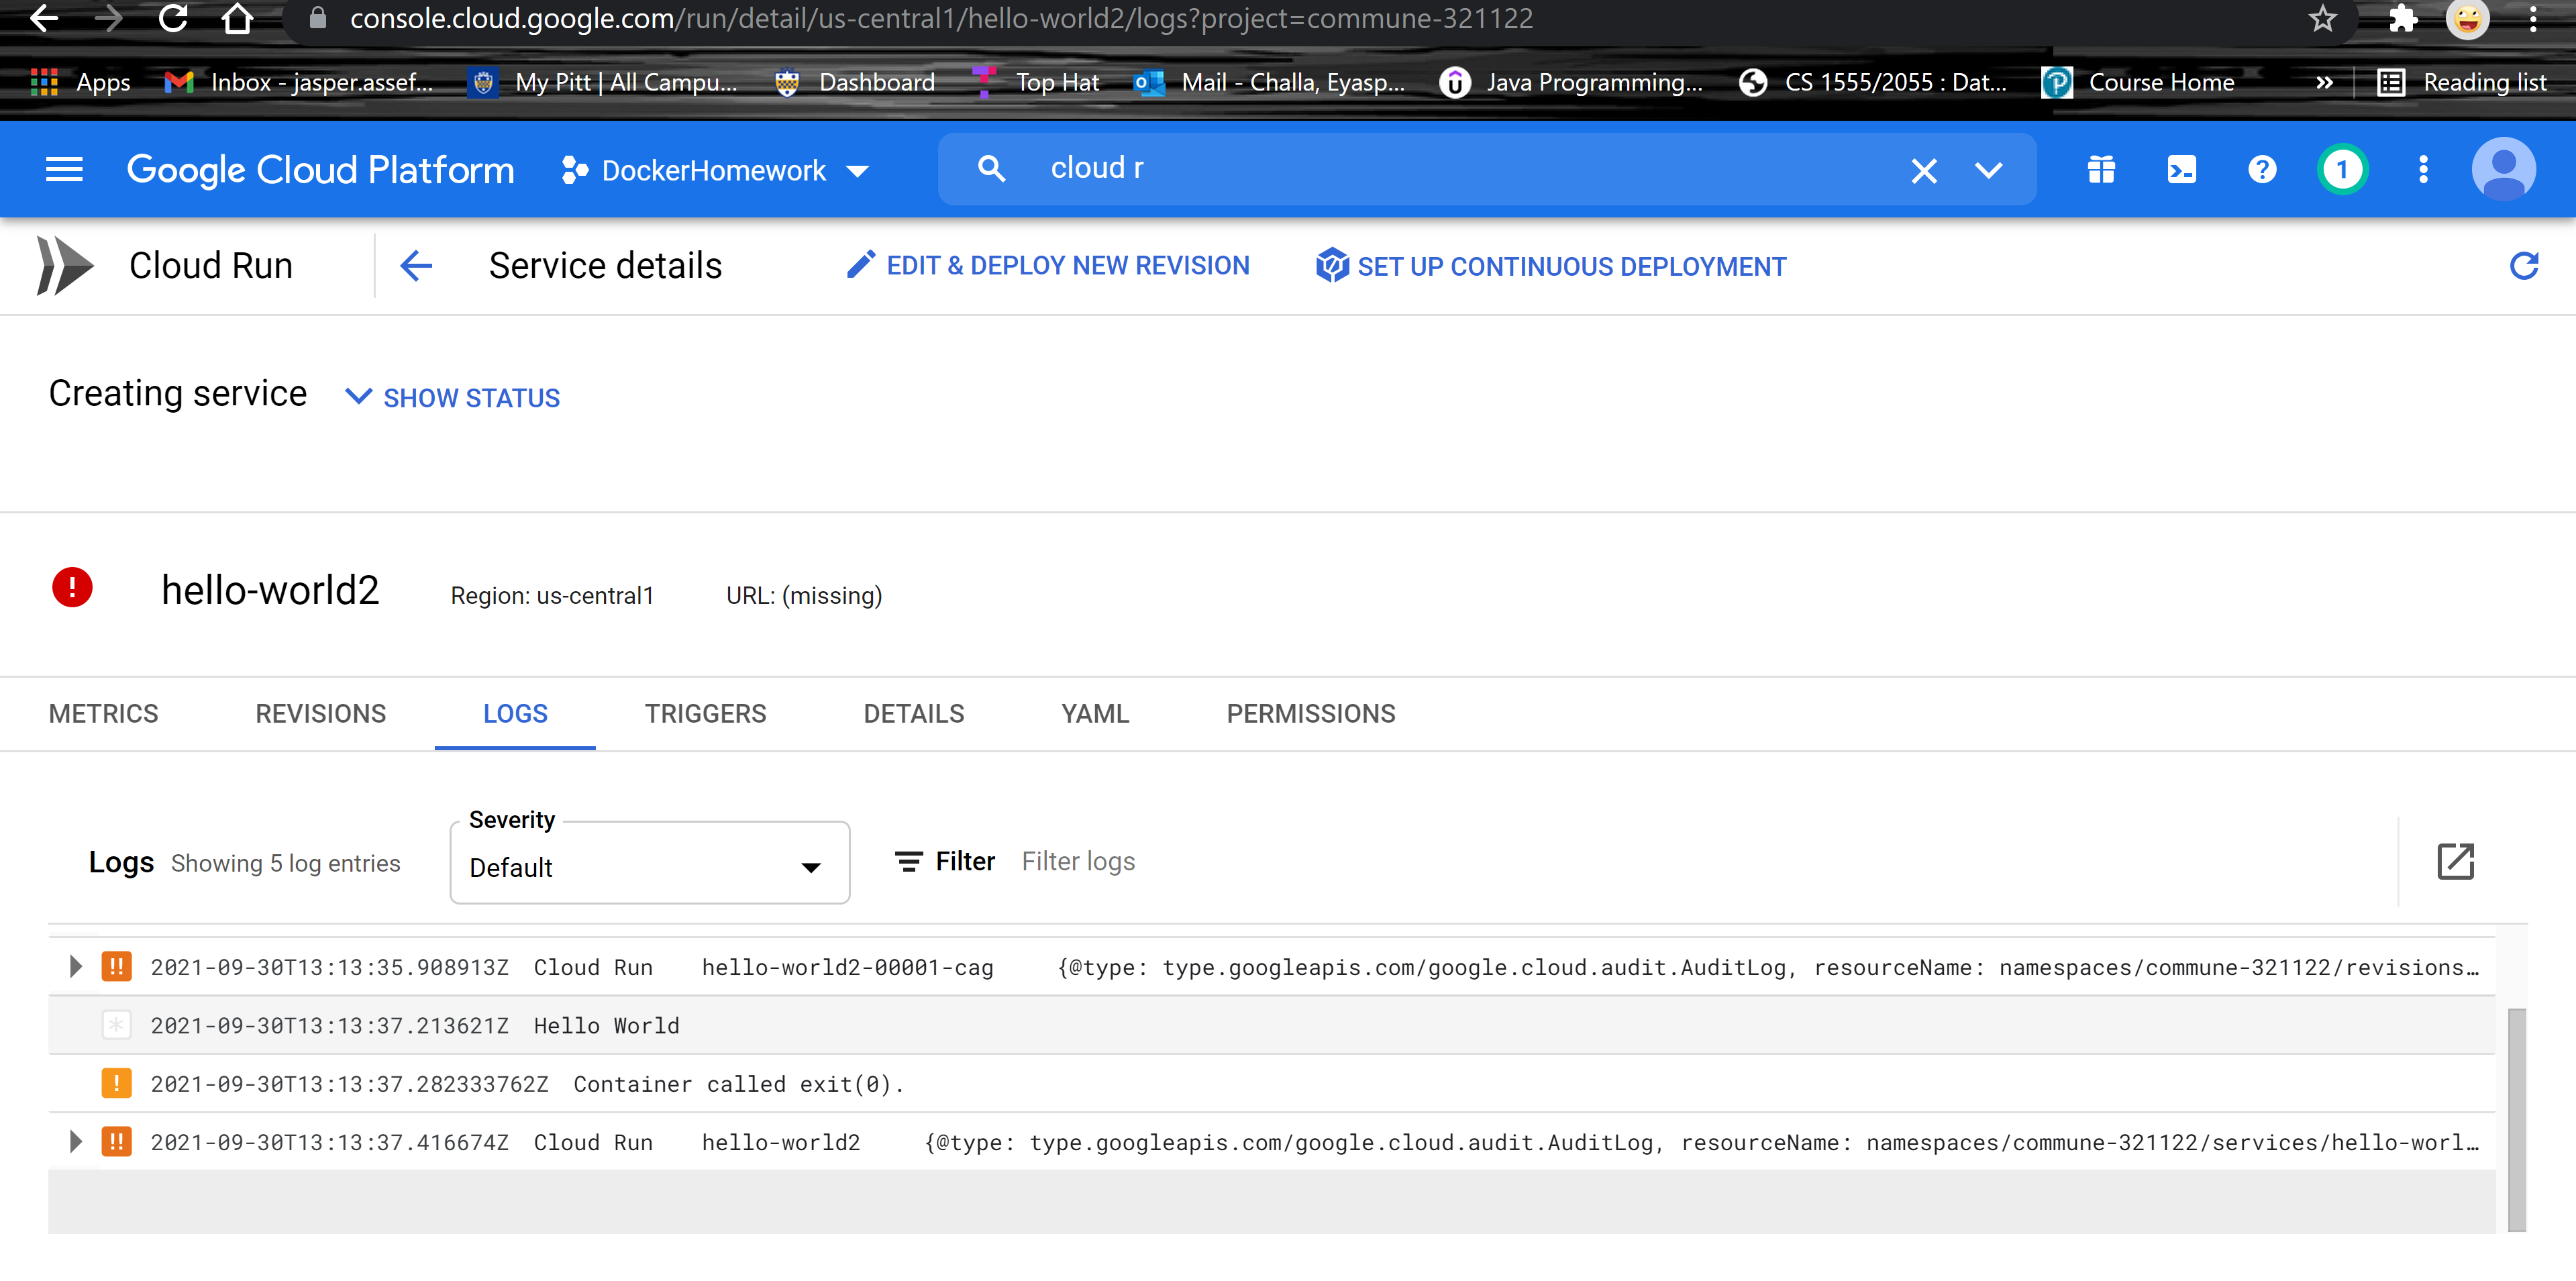 console.cloud.google.com/run/detail/us-central1/hello-world2/logs?project=commune-321122
Apps Inbox - jasper.assef... My Pitt | All Campu... Dashboard Top Hat Mail - Challa, Eyasp... Java Programming... CS 1555/2055 : Dat... Course Home » Reading list
Google Cloud Platform DockerHomework cloud r 1
Cloud Run Service details EDIT & DEPLOY NEW REVISION SET UP CONTINUOUS DEPLOYMENT
Creating service SHOW STATUS
hello-world2 Region: us-central1 URL: (missing)
METRICS REVISIONS LOGS TRIGGERS DETAILS YAML PERMISSIONS
Severity
Logs Showing 5 log entries Default Filter Filter logs
!! 2021-09-30T13:13:35.908913Z Cloud Run hello-world2-00001-cag {@type: type.googleapis.com/google.cloud.audit.AuditLog, resourceName: namespaces/commune-321122/revisions…
* 2021-09-30T13:13:37.213621Z Hello World
! 2021-09-30T13:13:37.282333762Z Container called exit(0).
!! 2021-09-30T13:13:37.416674Z Cloud Run hello-world2 {@type: type.googleapis.com/google.cloud.audit.AuditLog, resourceName: namespaces/commune-321122/services/hello-worl…